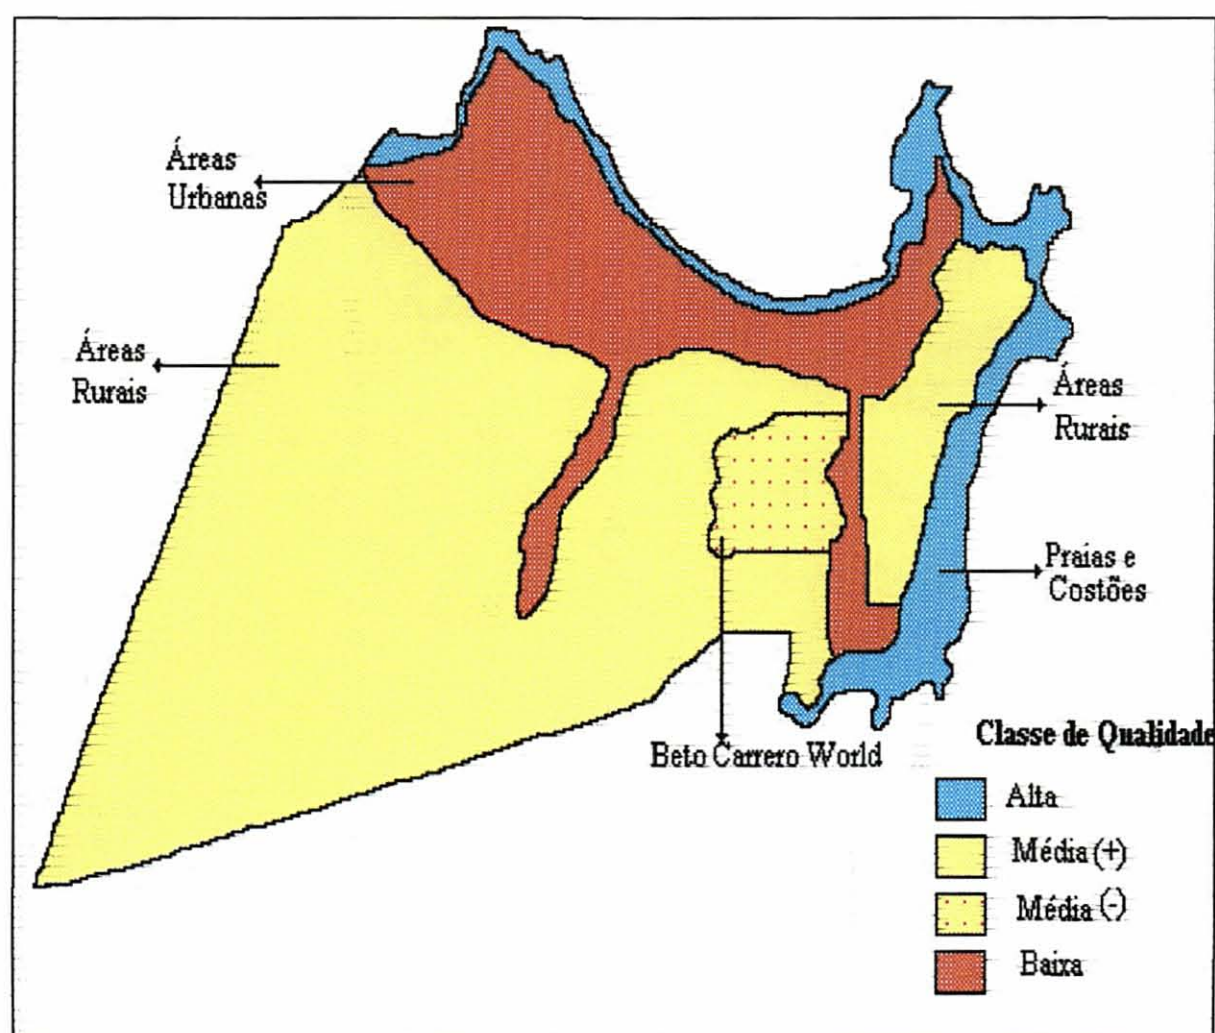 Áreas
Urbanas
Áreas
Rurais
Áreas
Rurais
Praias e
Costões
Beto Carrero World
Classe de Qualidade
Alta
Média (+)
Média (-)
Baixa